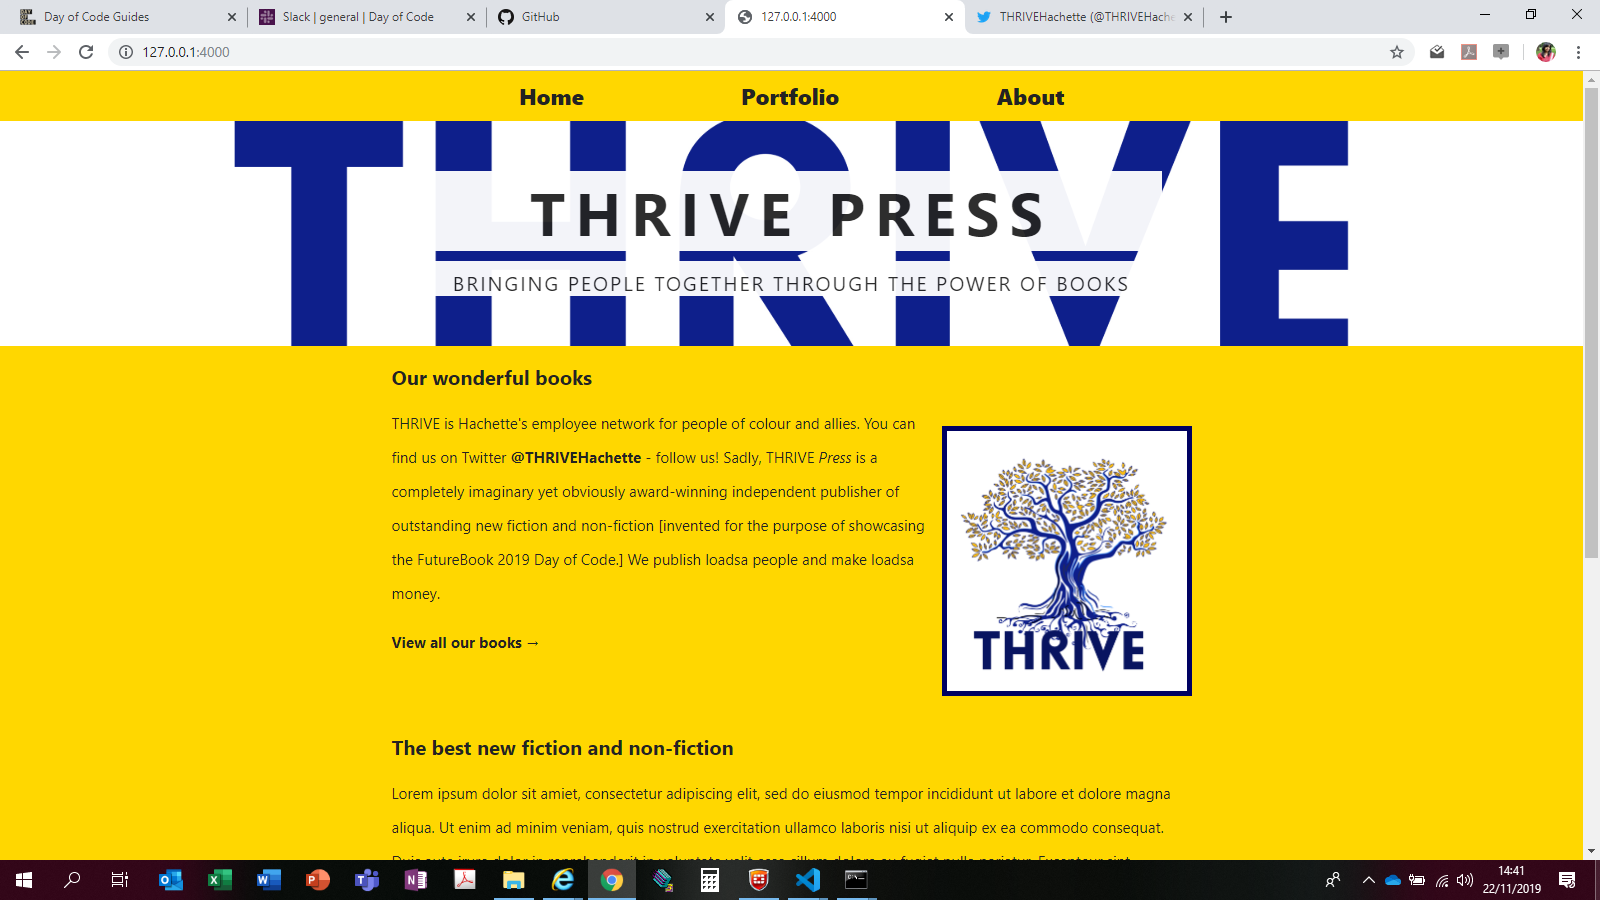 Day of Code Guides
Slack | general | Day of Code
GitHub
127.0.0.1:4000
THRIVEHachette (@THRIVEHache
127.0.0.1:4000
Home Portfolio About
THRIVE
THRIVE PRESS
BRINGING PEOPLE TOGETHER THROUGH THE POWER OF BOOKS
Our wonderful books
THRIVE is Hachette's employee network for people of colour and allies. You can
find us on Twitter @THRIVEHachette - follow us! Sadly, THRIVE Press is a
completely imaginary yet obviously award-winning independent publisher of
outstanding new fiction and non-fiction [invented for the purpose of showcasing
the FutureBook 2019 Day of Code.] We publish loadsa people and make loadsa
money.
View all our books →
THRIVE
The best new fiction and non-fiction
Lorem ipsum dolor sit amiet, consectetur adipiscing elit, sed do eiusmod tempor incididunt ut labore et dolore magna
aliqua. Ut enim ad minim veniam, quis nostrud exercitation ullamco laboris nisi ut aliquip ex ea commodo consequat.
14:41
22/11/2019